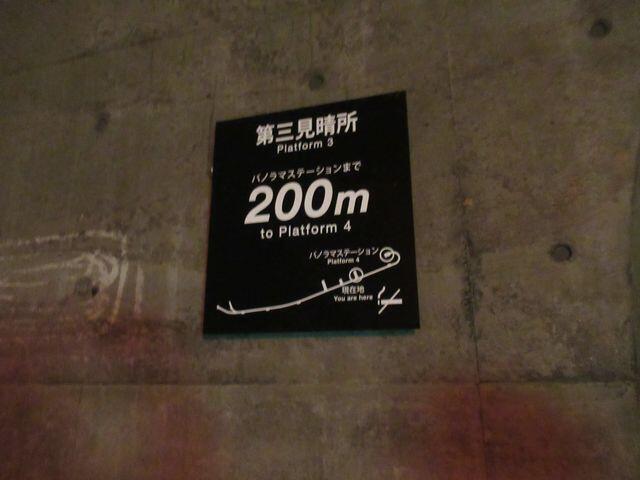 第三見晴所
Platform 3
パノラマステーションまで
200m
to Platform 4
パノラマステーション
Platform 4
現在地
You are here